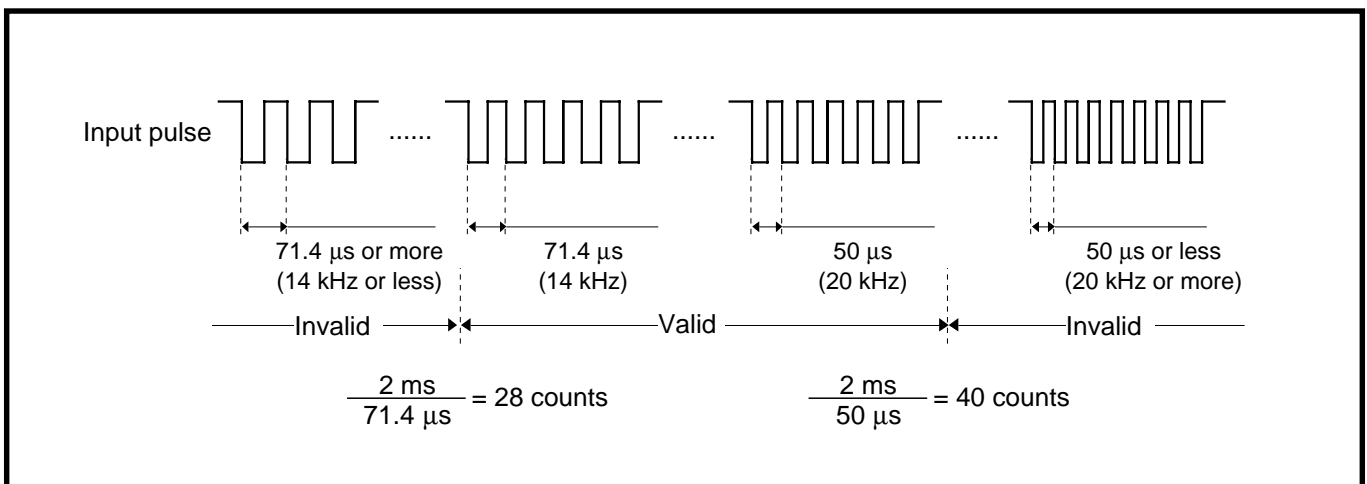 Input pulse ...... ...... ......
71.4 μs or more 71.4 μs 50 μs 50 μs or less
(14 kHz or less) (14 kHz) (20 kHz) (20 kHz or more)
Invalid Valid Invalid
2 ms
71.4 μs
= 28 counts
2 ms
50 μs
= 40 counts